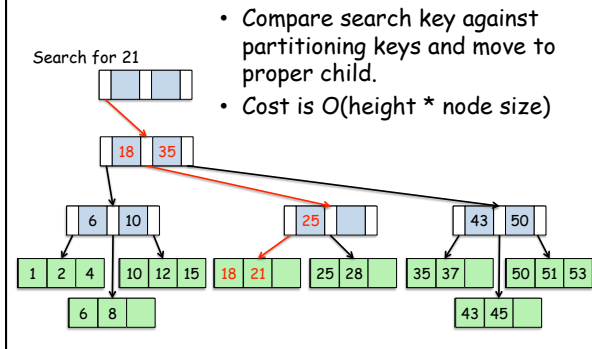 • Compare search key against
partitioning keys and move to
proper child.
• Cost is O(height * node size)
Search for 21
18 35
6 10
25
43 50
1 2 4
10 12 15
18 21
25 28
35 37
50 51 53
6 8
43 45